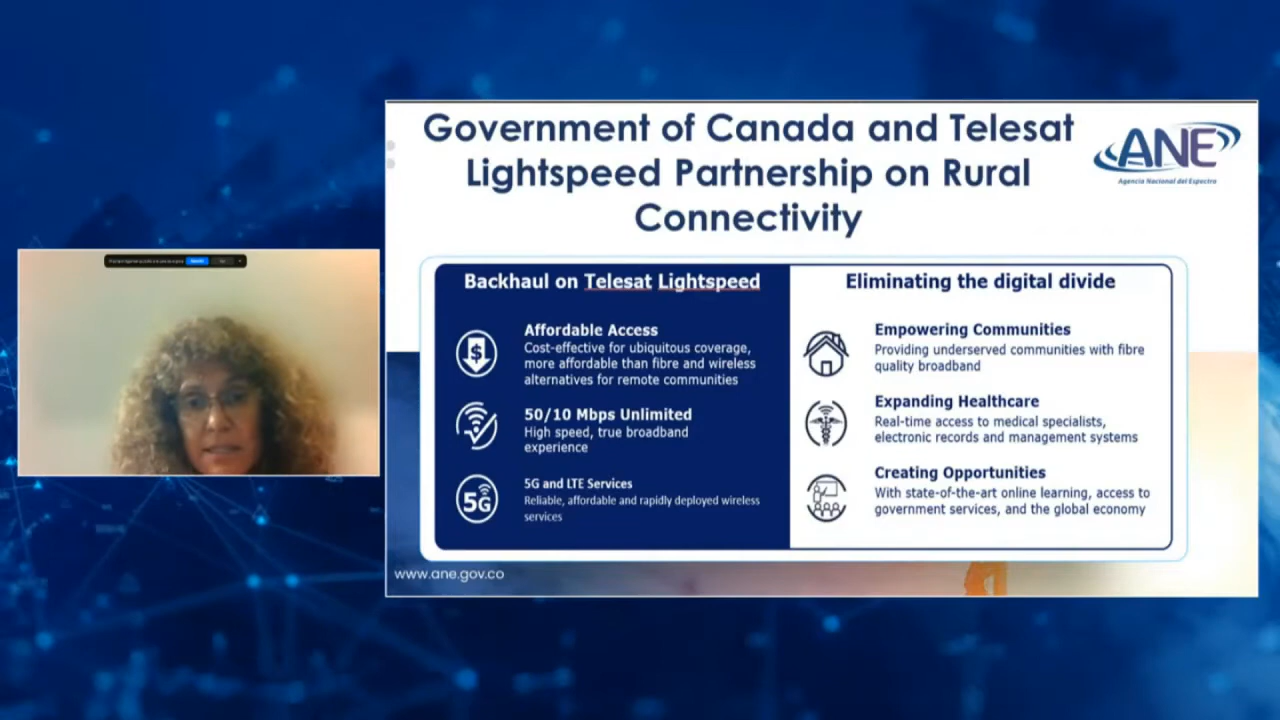 Government of Canada and Telesat
Lightspeed Partnership on Rural
Connectivity
ANE
Agencia Nacional del Espectro
Backhaul on Telesat Lightspeed
Affordable Access
Cost-effective for ubiquitous coverage,
more affordable than fibre and wireless
alternatives for remote communities
50/10 Mbps Unlimited
High speed, true broadband
experience
5G
5G and LTE Services
Reliable, affordable and rapidly deployed wireless
services
Eliminating the digital divide
Empowering Communities
Providing underserved communities with fibre
quality broadband
Expanding Healthcare
Real-time access to medical specialists,
electronic records and management systems
Creating Opportunities
With state-of-the-art online learning, access to
government services, and the global economy
www.ane.gov.co